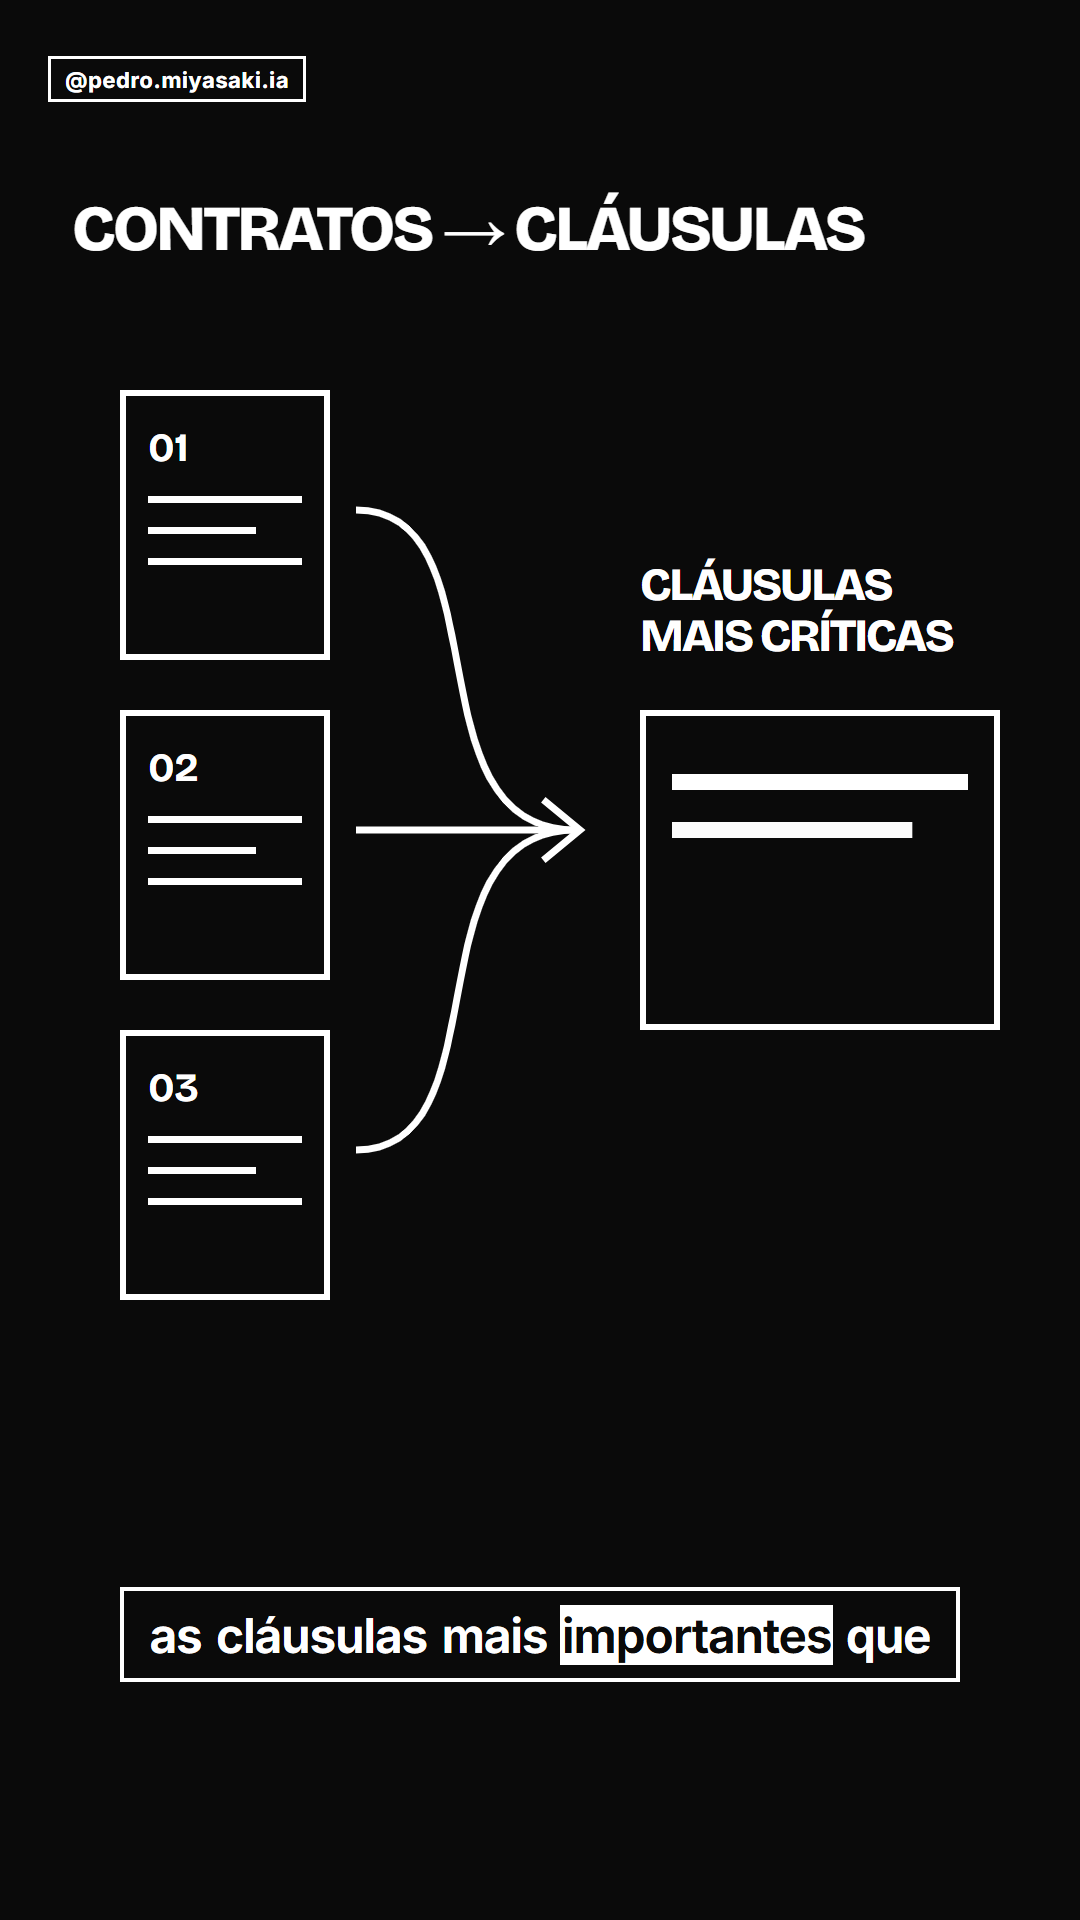 @pedro.miyasaki.ia
CONTRATOS → CLÁUSULAS
01
CLÁUSULAS
MAIS CRÍTICAS
02
03
as cláusulas mais importantes que